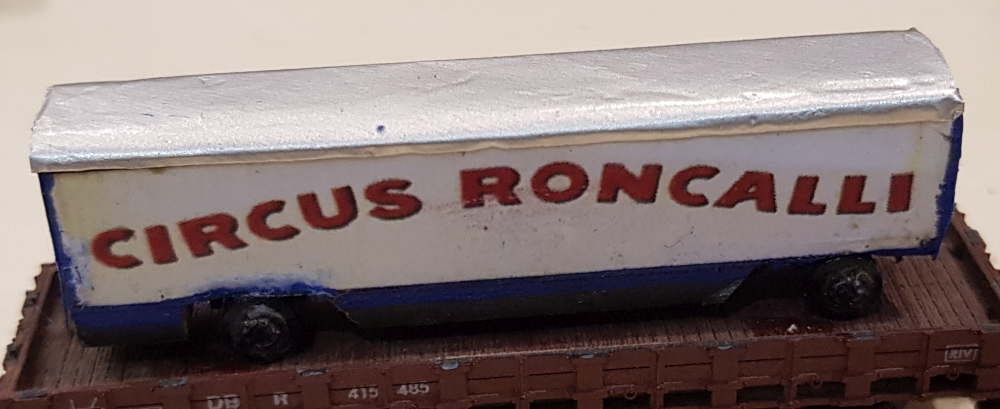 CIRCUS RONCALLI
DB R 415 485
RIV